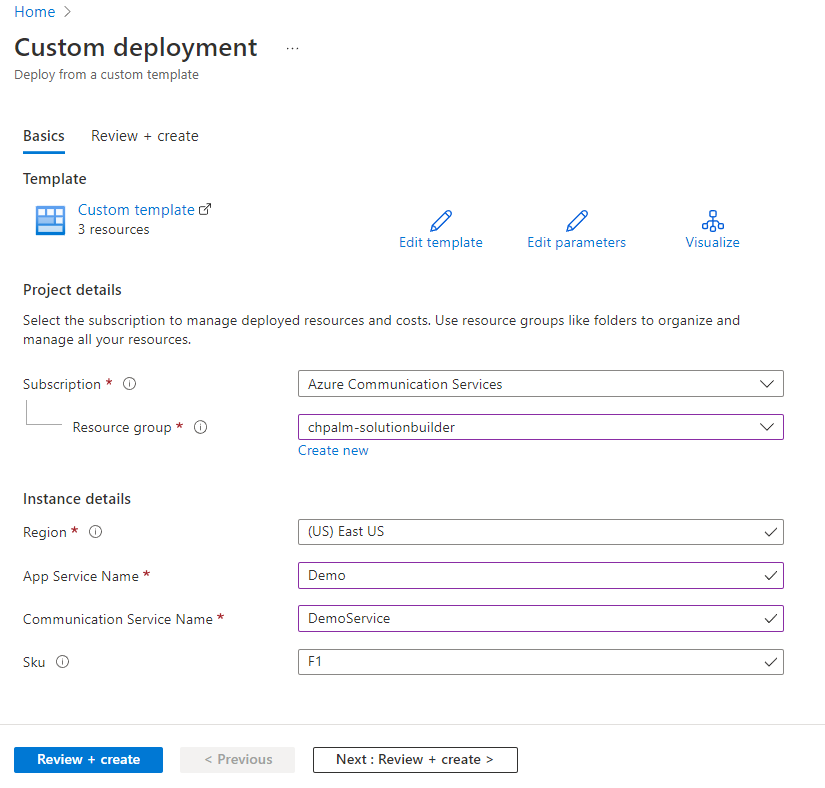 Home >
Custom deployment ...
Deploy from a custom template
Basics Review + create
Template
Custom template
3 resources
Edit template Edit parameters Visualize
Project details
Select the subscription to manage deployed resources and costs. Use resource groups like folders to organize and
manage all your resources.
Subscription * Azure Communication Services
Resource group * chpalm-solutionbuilder
Create new
Instance details
Region * (US) East US
App Service Name * Demo
Communication Service Name * DemoService
Sku F1
Review + create < Previous Next : Review + create >